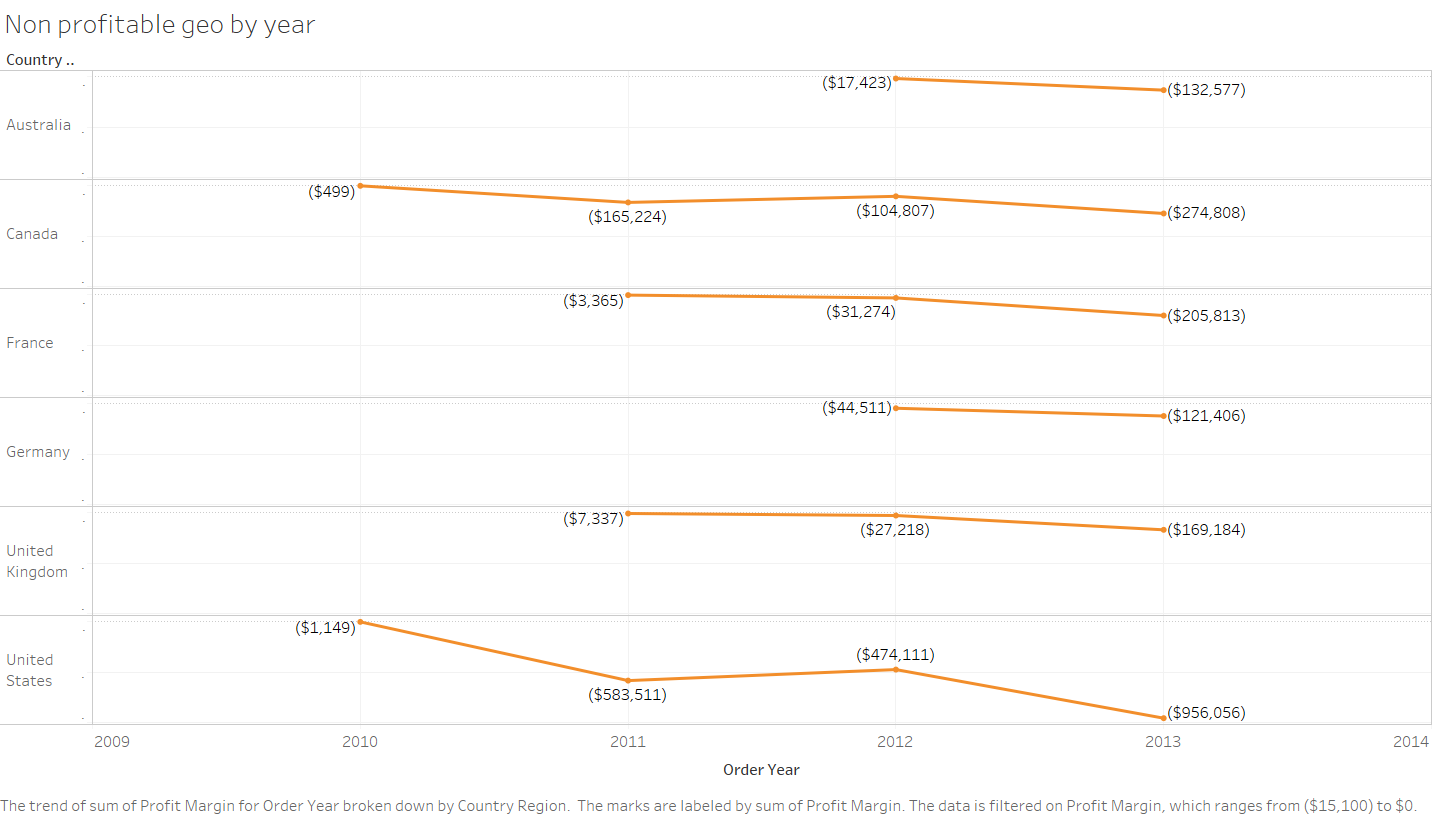 Non profitable geo by year
Country ..
($17,423)
($132,577)
Australia
($499)
($165,224)
($104,807)
($274,808)
Canada
($3,365)
($31,274)
($205,813)
France
($44,511)
($121,406)
Germany
($7,337)
($27,218)
($169,184)
United
Kingdom
($1,149)
($583,511)
($474,111)
($956,056)
United
States
2009 2010 2011 2012 2013 2014
Order Year
The trend of sum of Profit Margin for Order Year broken down by Country Region.  The marks are labeled by sum of Profit Margin. The data is filtered on Profit Margin, which ranges from ($15,100) to $0.